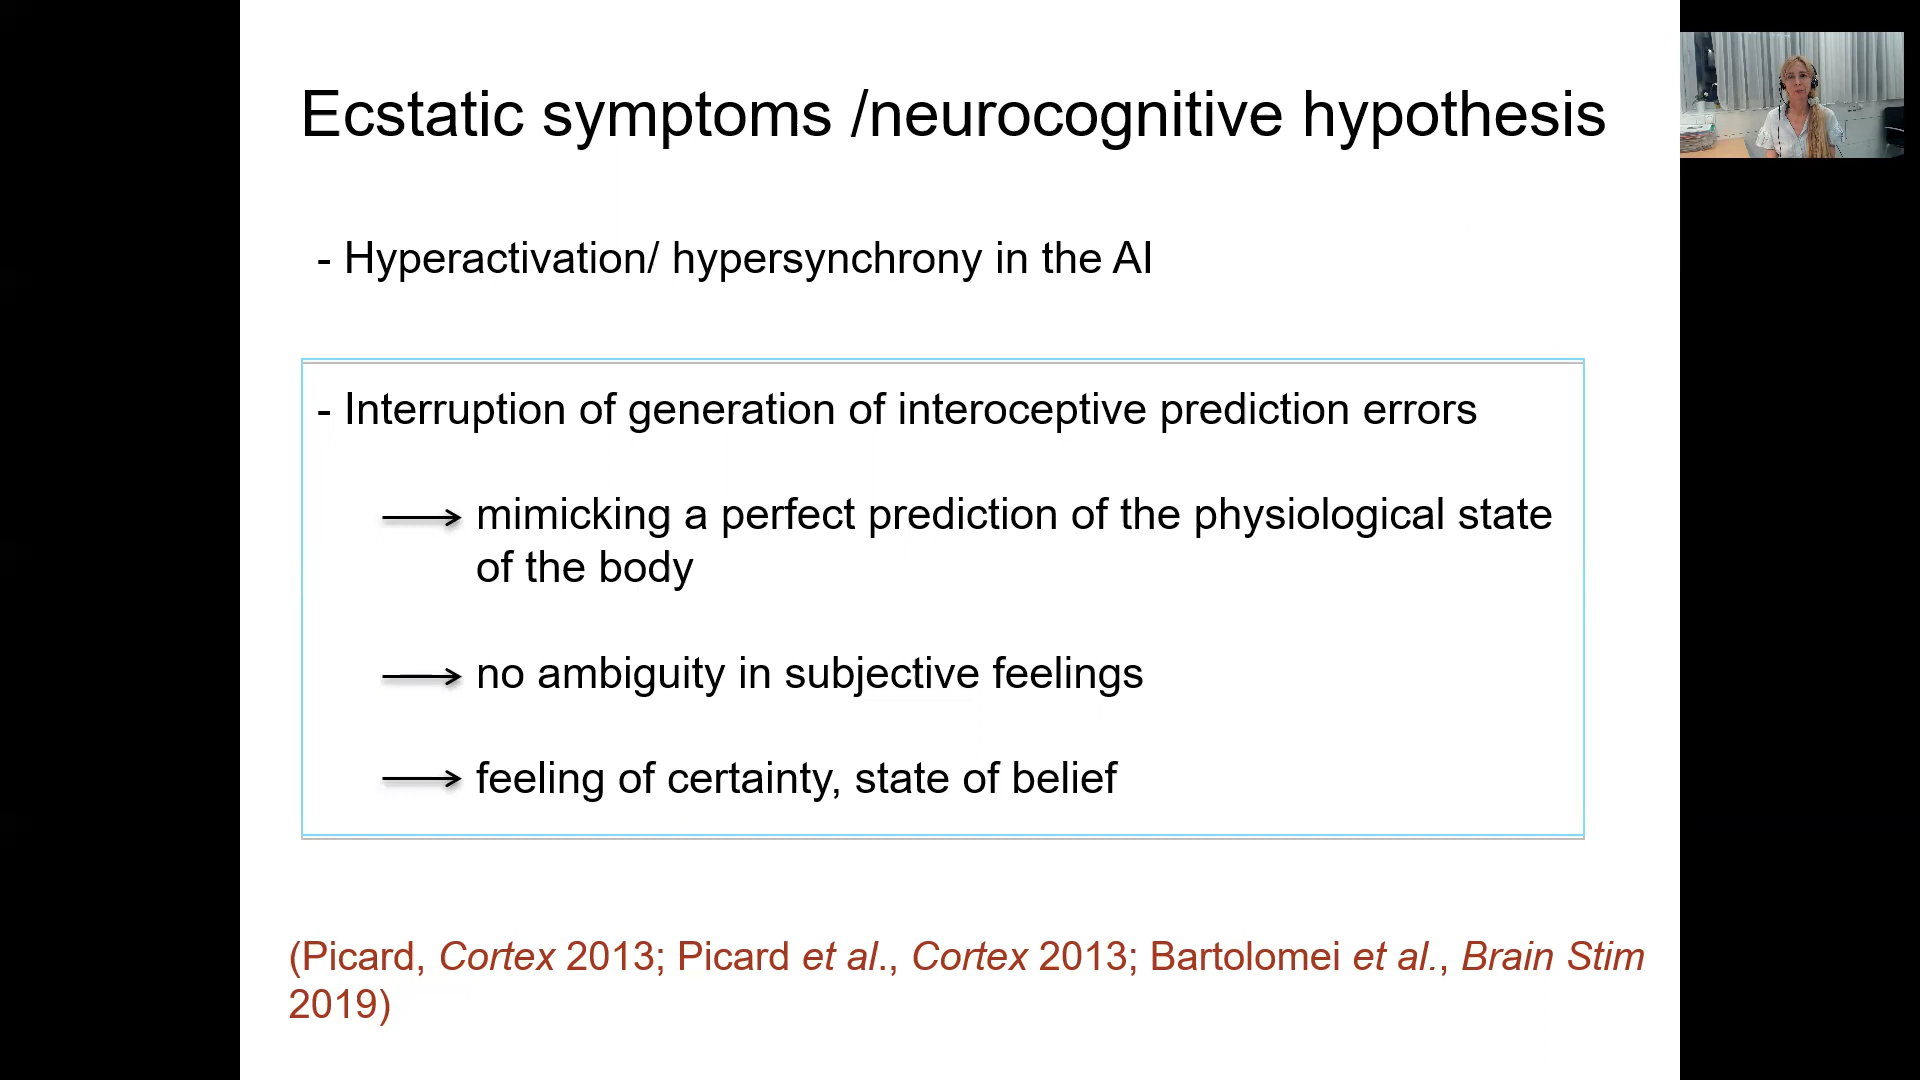 Ecstatic symptoms /neurocognitive hypothesis
- Hyperactivation/ hypersynchrony in the AI
- Interruption of generation of interoceptive prediction errors
mimicking a perfect prediction of the physiological state
of the body
no ambiguity in subjective feelings
feeling of certainty, state of belief
(Picard, Cortex 2013; Picard et al., Cortex 2013; Bartolomei et al., Brain Stim
2019)